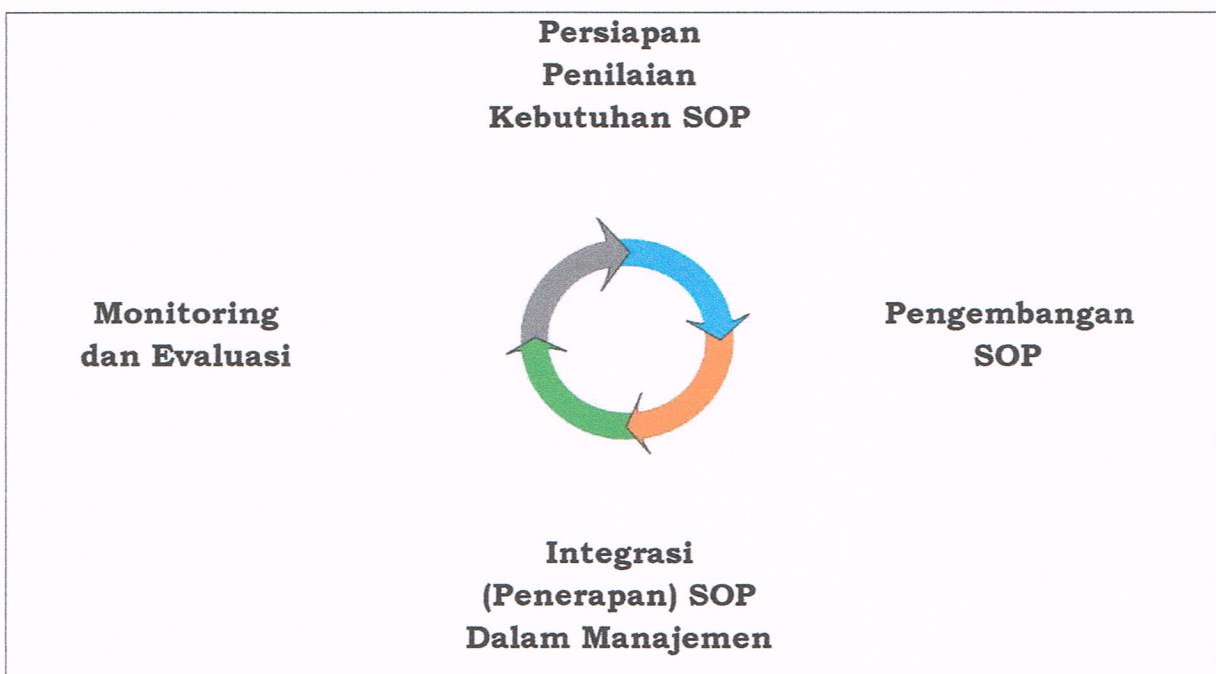 Persiapan
Penilaian
Kebutuhan SOP
Monitoring
dan Evaluasi
Pengembangan
SOP
Integrasi
(Penerapan) SOP
Dalam Manajemen